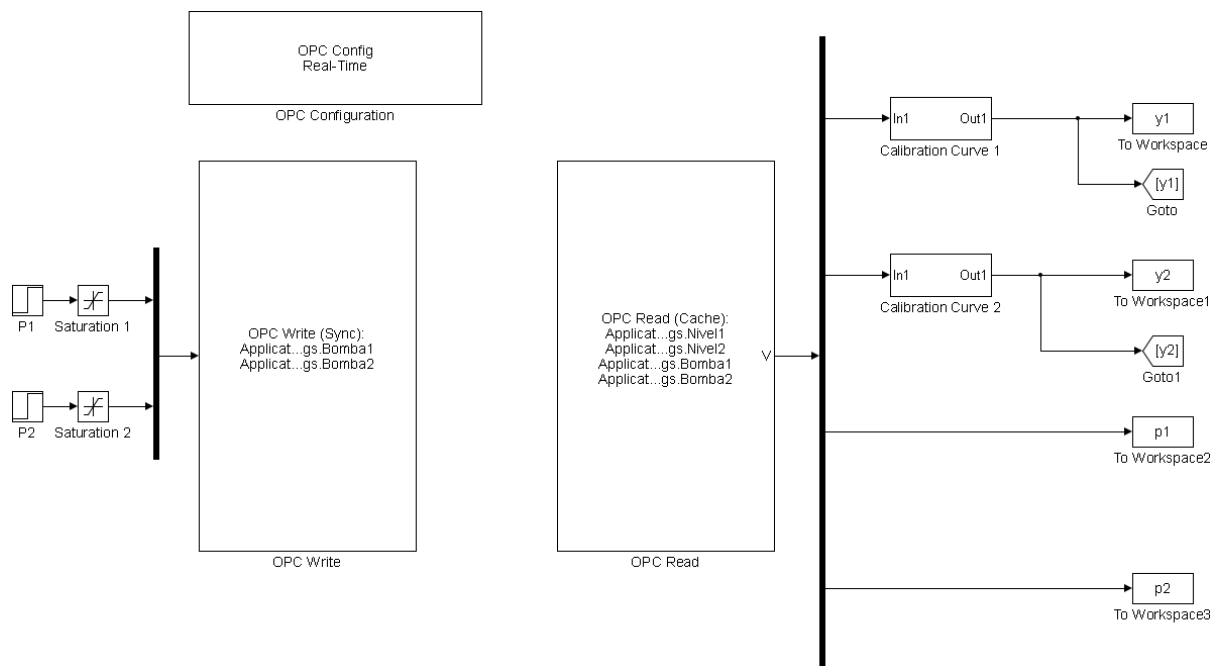 OPC Config
Real-Time
OPC Configuration
P1
Saturation 1
P2
Saturation 2
OPC Write (Sync):
Applicat...gs.Bomba1
Applicat...gs.Bomba2
OPC Write
OPC Read (Cache):
Applicat...gs.Nivel1
Applicat...gs.Nivel2
Applicat...gs.Bomba1
Applicat...gs.Bomba2
V
OPC Read
In1 Out1
Calibration Curve 1
y1
To Workspace
[y1]
Goto
In1 Out1
Calibration Curve 2
y2
To Workspace1
[y2]
Goto1
p1
To Workspace2
p2
To Workspace3